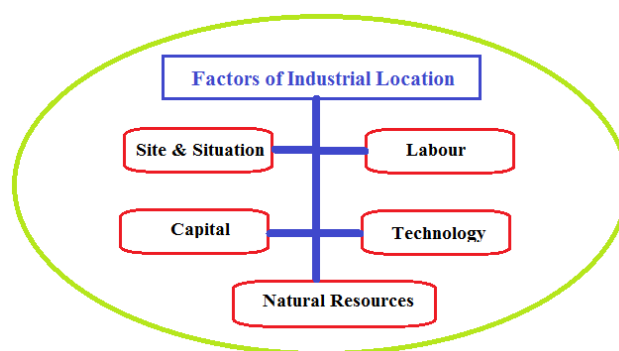 Factors of Industrial Location
Site & Situation
Labour
Capital
Technology
Natural Resources